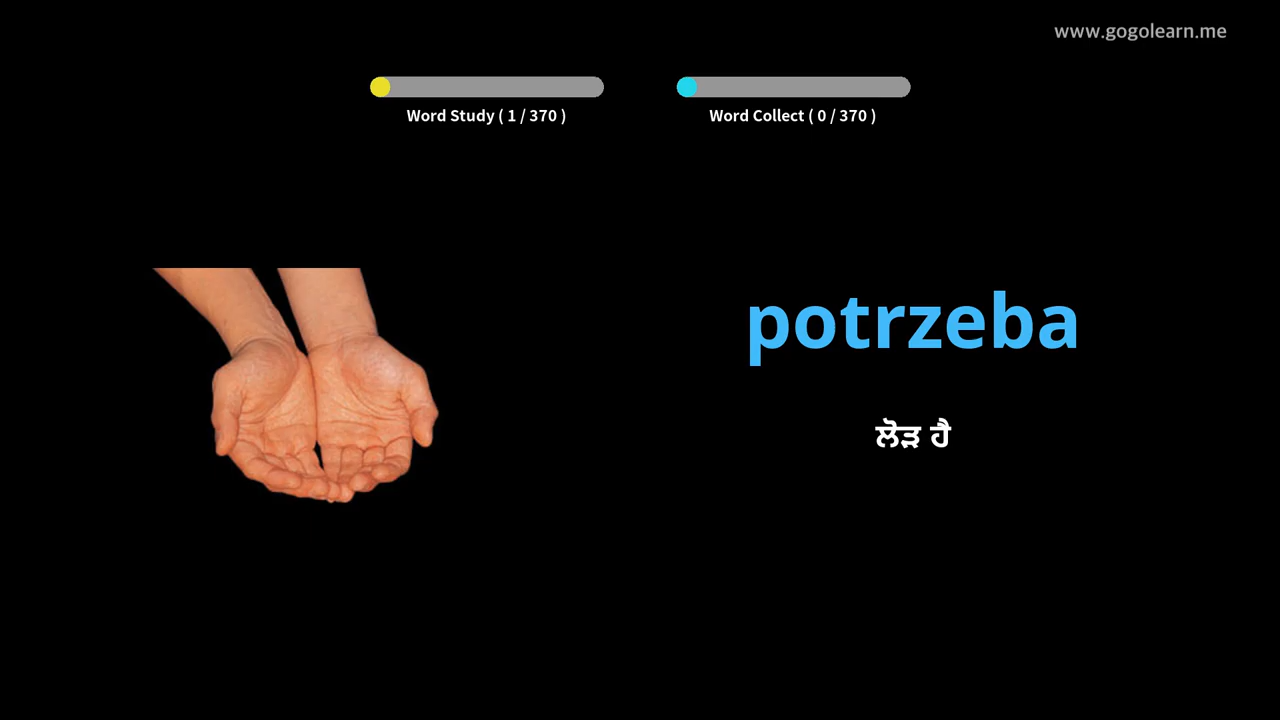 www.gogolearn.me
Word Study ( 1 / 370 )
Word Collect ( 0 / 370 )
potrzeba
ਲੋੜ ਹੈ